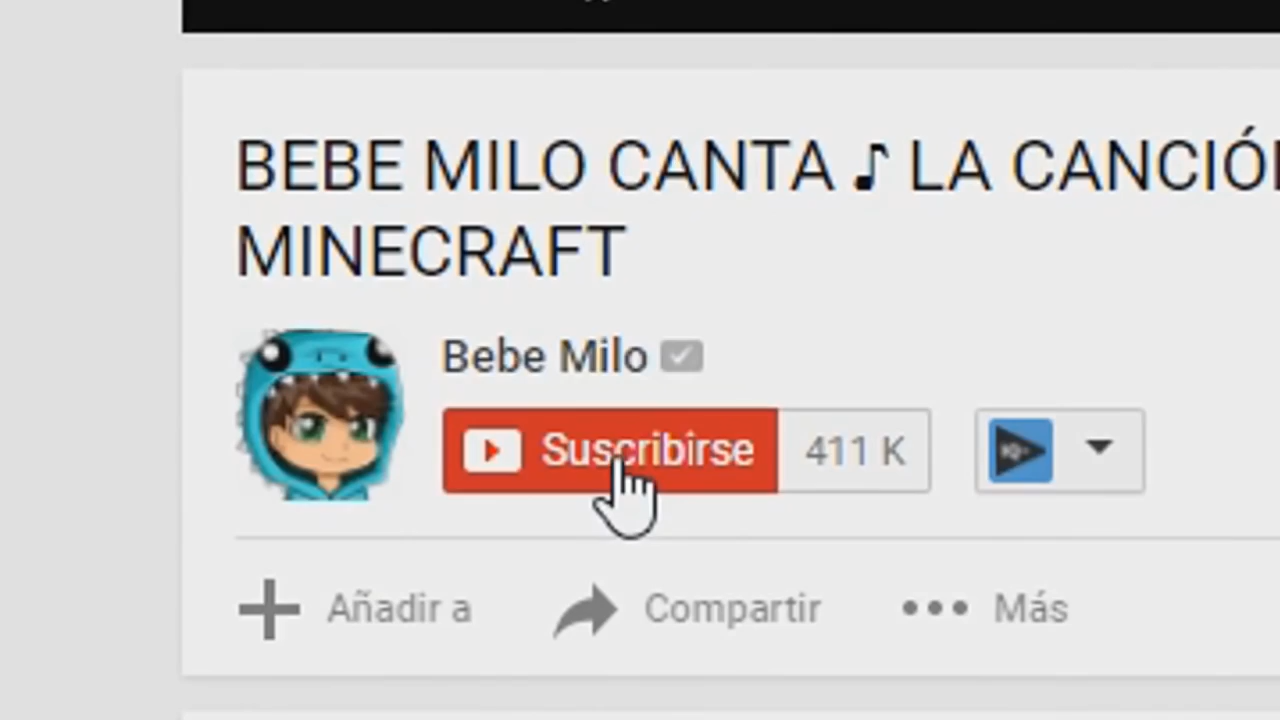 BEBE MILO CANTA ♪ LA CANCIÓ
MINECRAFT
Bebe Milo
Suscribirse 411 K
Añadir a Compartir Más